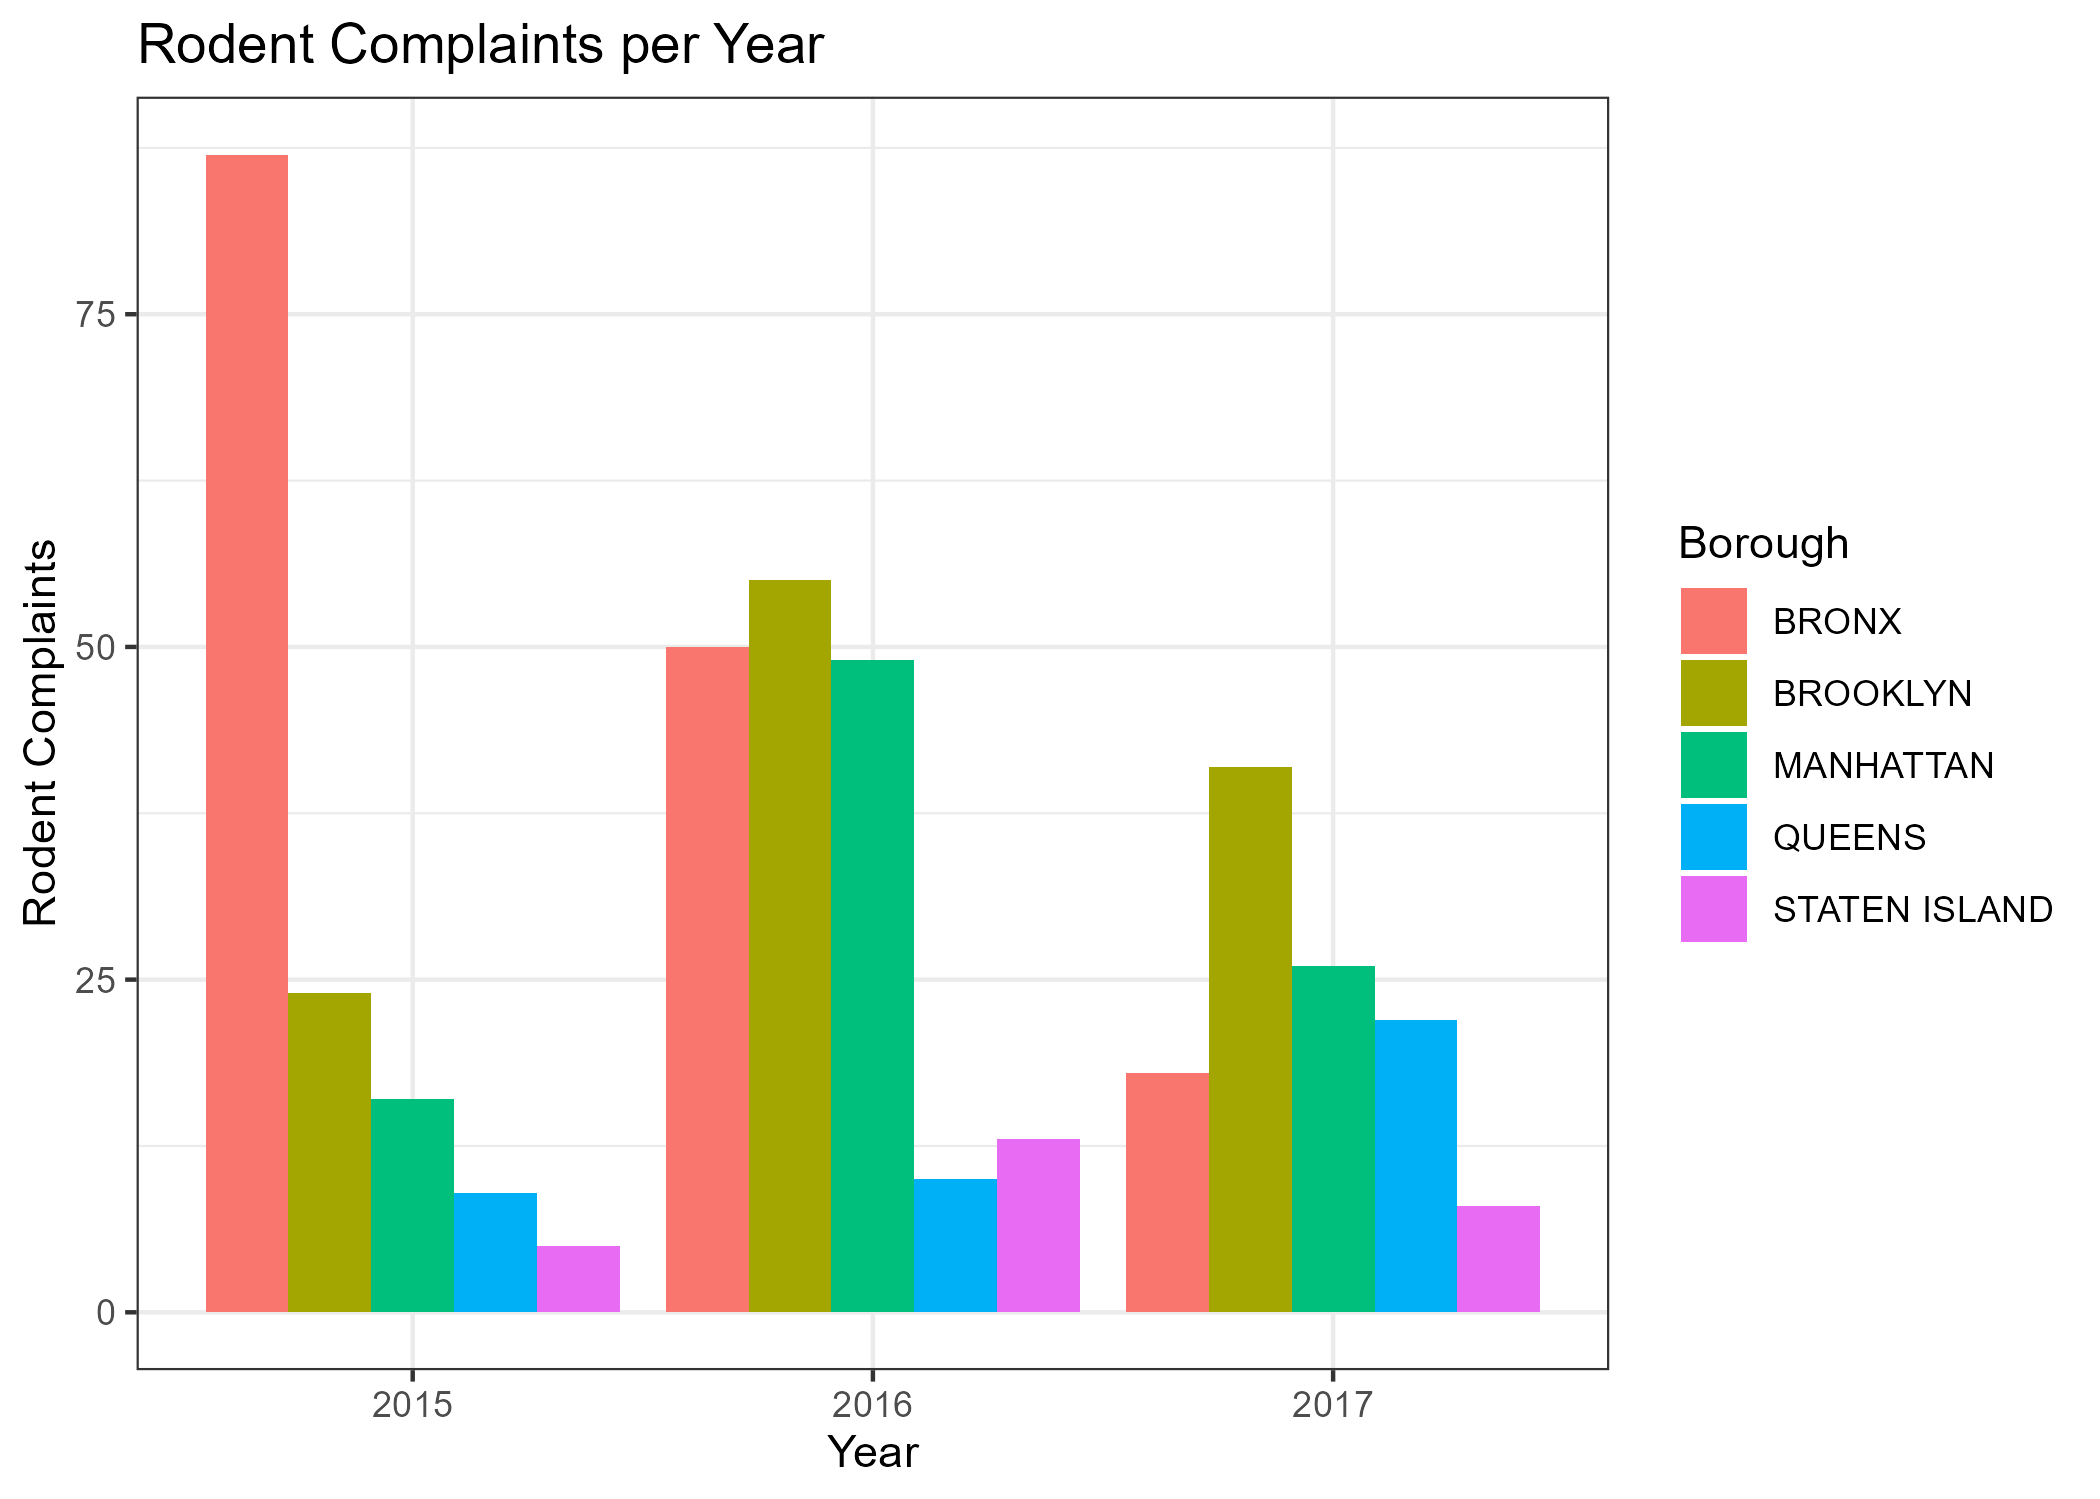 Rodent Complaints per Year
Rodent Complaints
75
50
25
0
2015
2016
2017
Year
Borough
BRONX
BROOKLYN
MANHATTAN
QUEENS
STATEN ISLAND